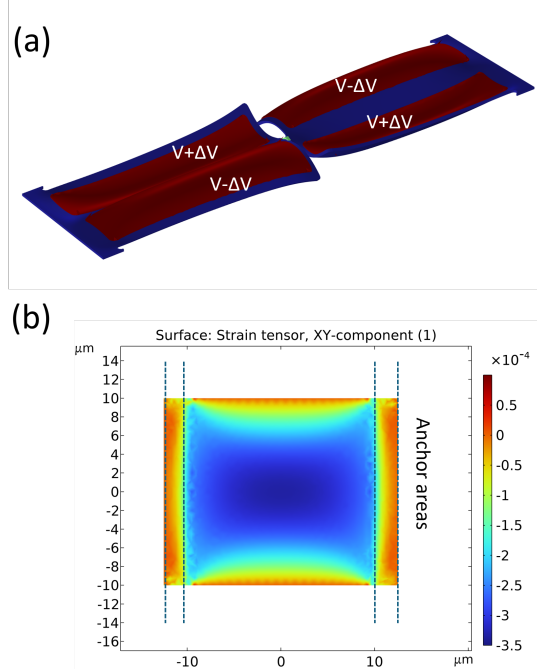 (a)
V-ΔV
V+ΔV
V+ΔV
V-ΔV
(b)
Surface: Strain tensor, XY-component (1)
μm
×10⁻⁴
14
12
10
8
6
4
2
0
-2
-4
-6
-8
-10
-12
-14
-16
-10
0
10
μm
Anchor areas
0.5
0
-0.5
-1
-1.5
-2
-2.5
-3
-3.5